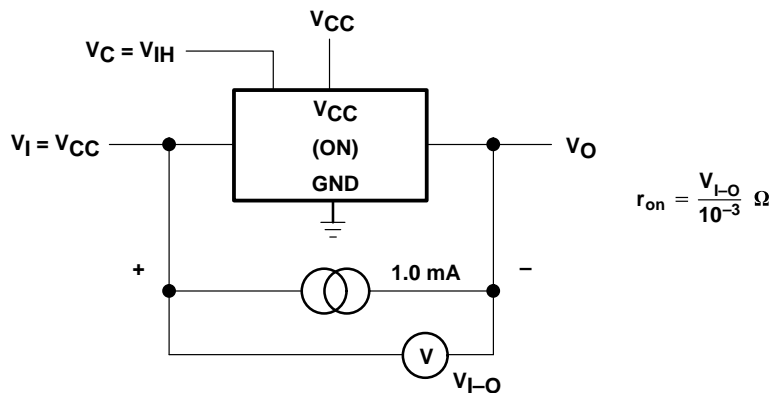 VCC
VC = VIH
VI = VCC
VCC
(ON)
GND
VO
ron = VI–O / 10–3 Ω
+
1.0 mA
–
V
VI–O